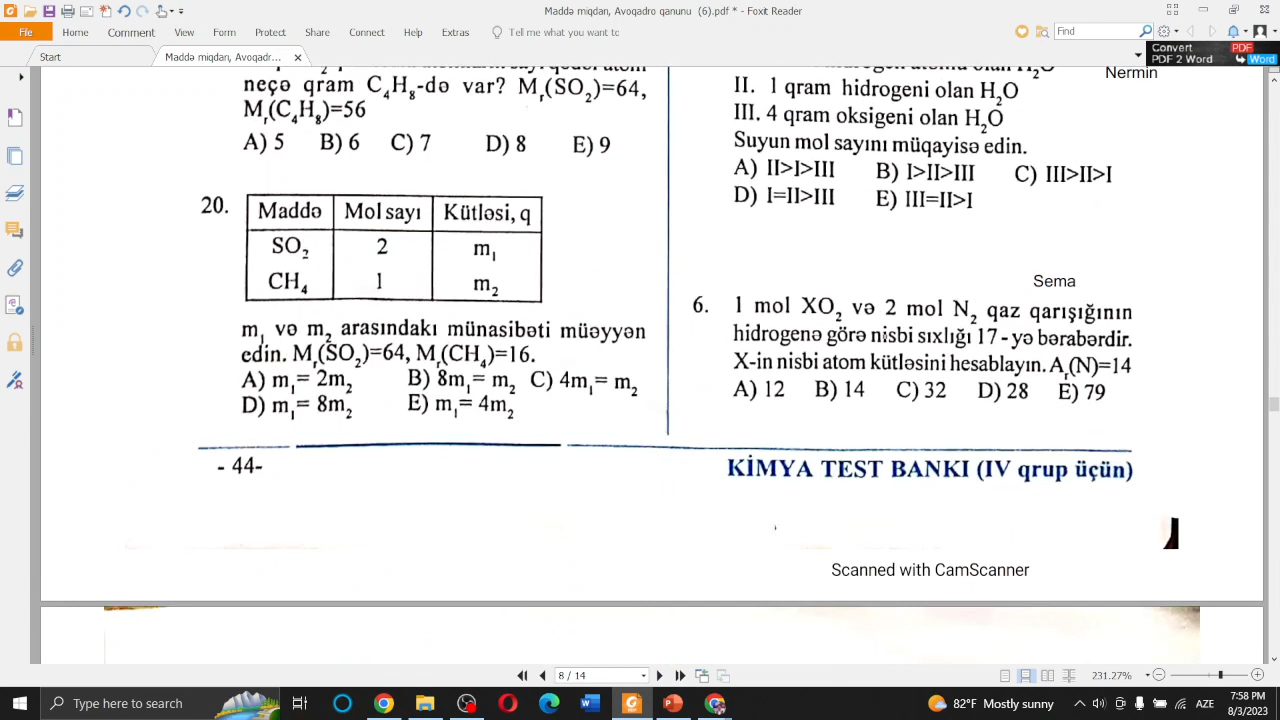 Maddə miqdarı, Avoqadro qanunu (6).pdf * - Foxit Reader
File Home Comment View Form Protect Share Connect Help Extras Tell me what you want to Find
Start Maddə miqdarı, Avoqadr... ×
Convert PDF
PDF 2 Word Word
Nermin
neçə qram C₄H₈-də var? Mᵣ(SO₂)=64,
Mᵣ(C₄H₈)=56
A) 5 B) 6 C) 7 D) 8 E) 9
20.
Maddə Mol sayı Kütləsi, q
SO₂ 2 m₁
CH₄ 1 m₂
m₁ və m₂ arasındakı münasibəti müəyyən
edin. Mᵣ(SO₂)=64, Mᵣ(CH₄)=16.
A) m₁= 2m₂ B) 8m₁= m₂ C) 4m₁= m₂
D) m₁= 8m₂ E) m₁= 4m₂
- 44-
II. 1 qram hidrogeni olan H₂O
III. 4 qram oksigeni olan H₂O
Suyun mol sayını müqayisə edin.
A) II>I>III B) I>II>III C) III>II>I
D) I=II>III E) III=II>I
Sema
6. 1 mol XO₂ və 2 mol N₂ qaz qarışığının
hidrogenə görə nisbi sıxlığı 17 - yə bərabərdir.
X-in nisbi atom kütləsini hesablayın. Aᵣ(N)=14
A) 12 B) 14 C) 32 D) 28 E) 79
KİMYA TEST BANKI (IV qrup üçün)
Scanned with CamScanner
8 / 14
231.27%
Type here to search
82°F Mostly sunny
AZE
7:58 PM
8/3/2023